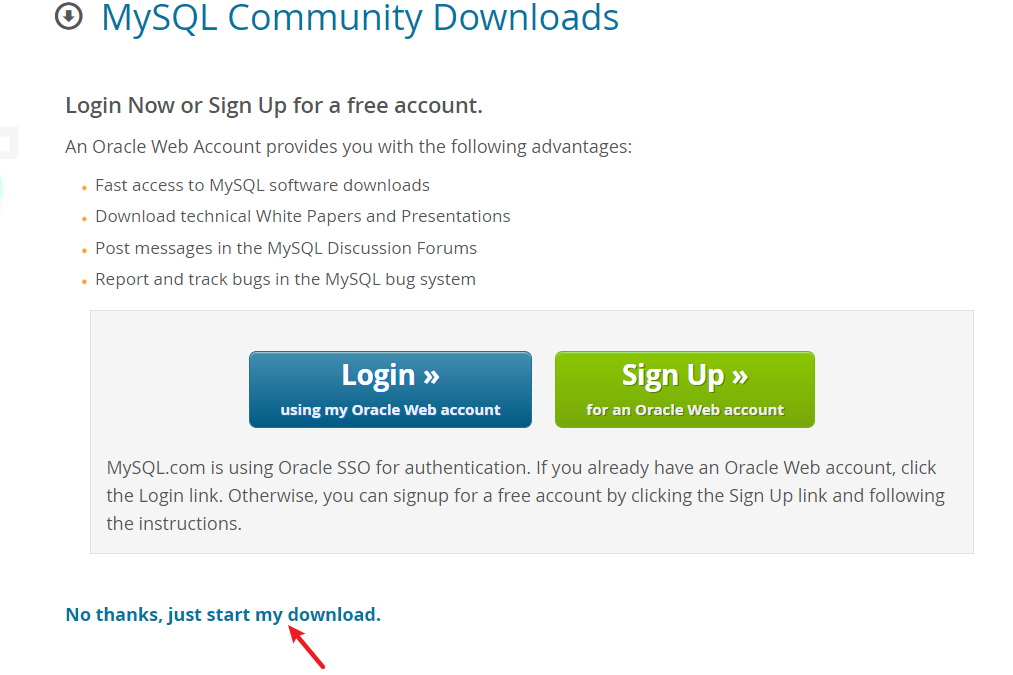 MySQL Community Downloads
Login Now or Sign Up for a free account.
An Oracle Web Account provides you with the following advantages:
Fast access to MySQL software downloads
Download technical White Papers and Presentations
Post messages in the MySQL Discussion Forums
Report and track bugs in the MySQL bug system
Login »
using my Oracle Web account
Sign Up »
for an Oracle Web account
MySQL.com is using Oracle SSO for authentication. If you already have an Oracle Web account, click
the Login link. Otherwise, you can signup for a free account by clicking the Sign Up link and following
the instructions.
No thanks, just start my download.